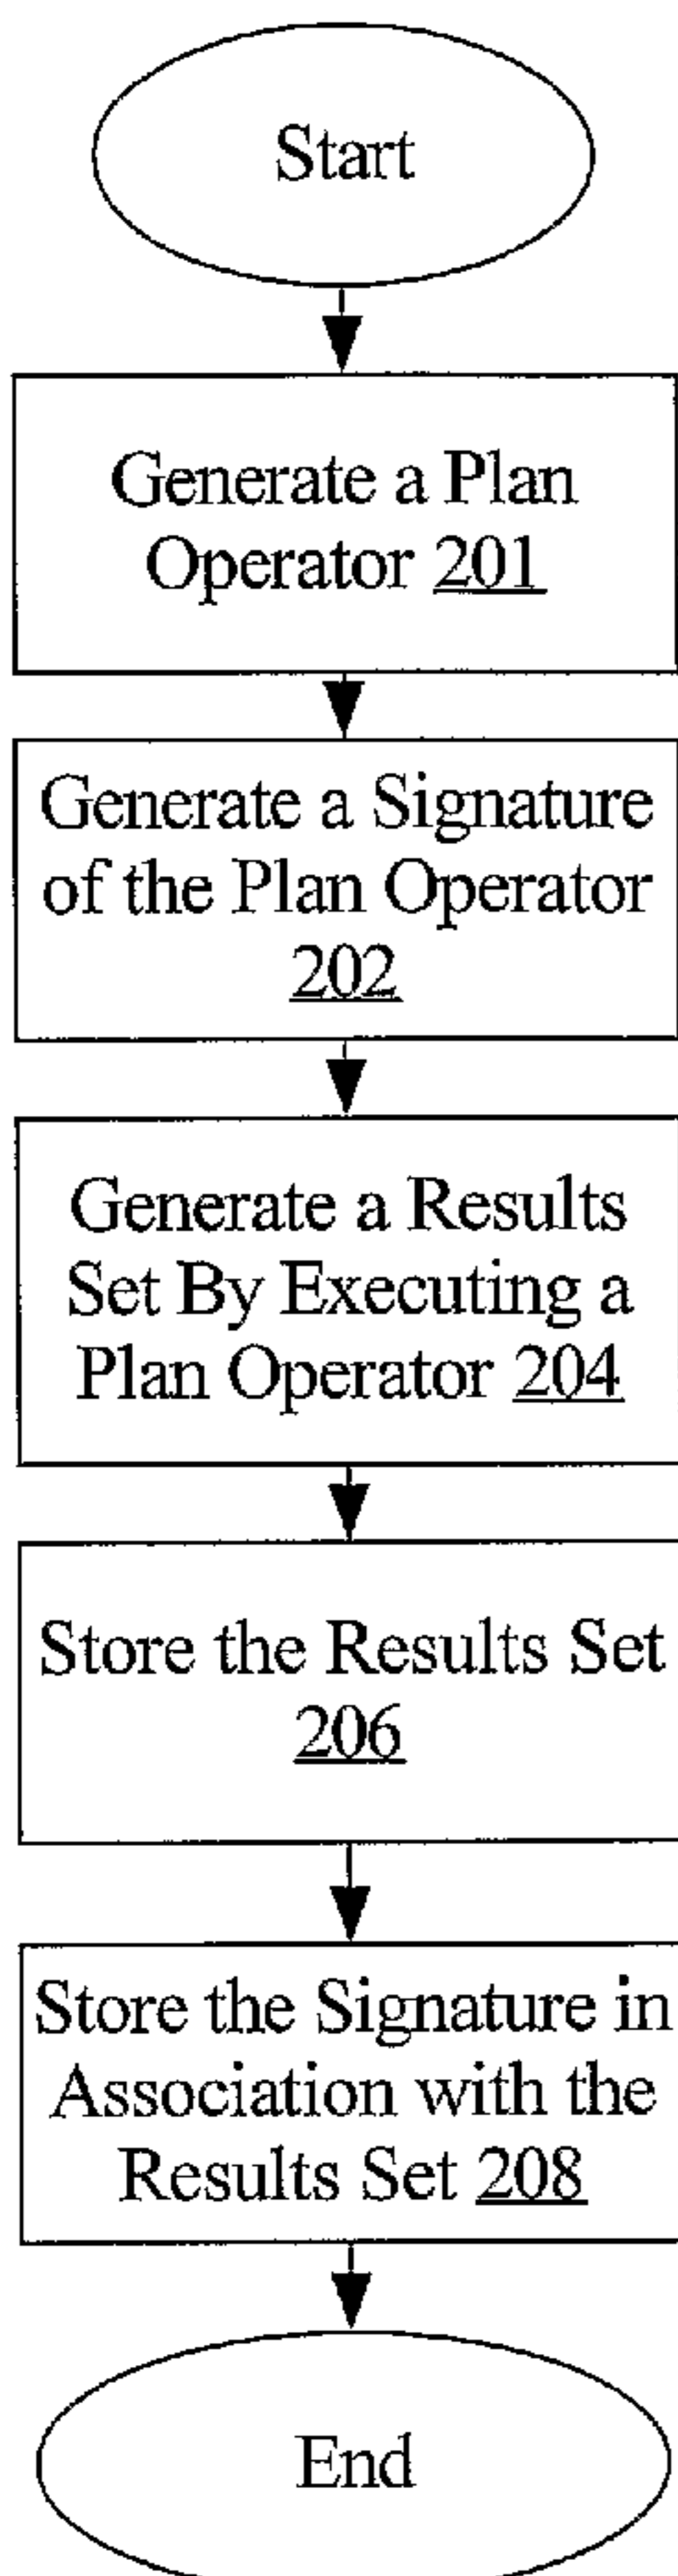 Start
Generate a Plan
Operator 201
Generate a Signature
of the Plan Operator
202
Generate a Results
Set By Executing a
Plan Operator 204
Store the Results Set
206
Store the Signature in
Association with the
Results Set 208
End